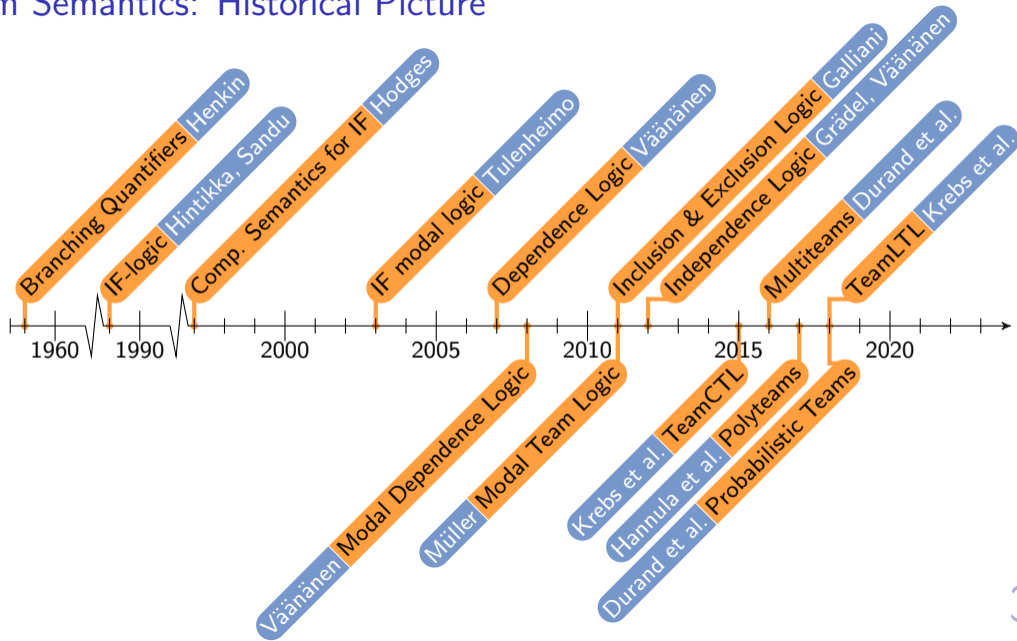 m Semantics: Historical Picture
Branching Quantifiers Henkin
IF-logic Hintikka, Sandu
Comp. Semantics for IF Hodges
IF modal logic Tulenheimo
Dependence Logic Väänänen
Inclusion & Exclusion Logic Galliani
Independence Logic Grädel, Väänänen
Multiteams Durand et al.
TeamLTL Krebs et al.
1960 1990 2000 2005 2010 2015 2020
Väänänen Modal Dependence Logic
Müller Modal Team Logic
Krebs et al. TeamCTL
Hannula et al. Polyteams
Durand et al. Probabilistic Teams